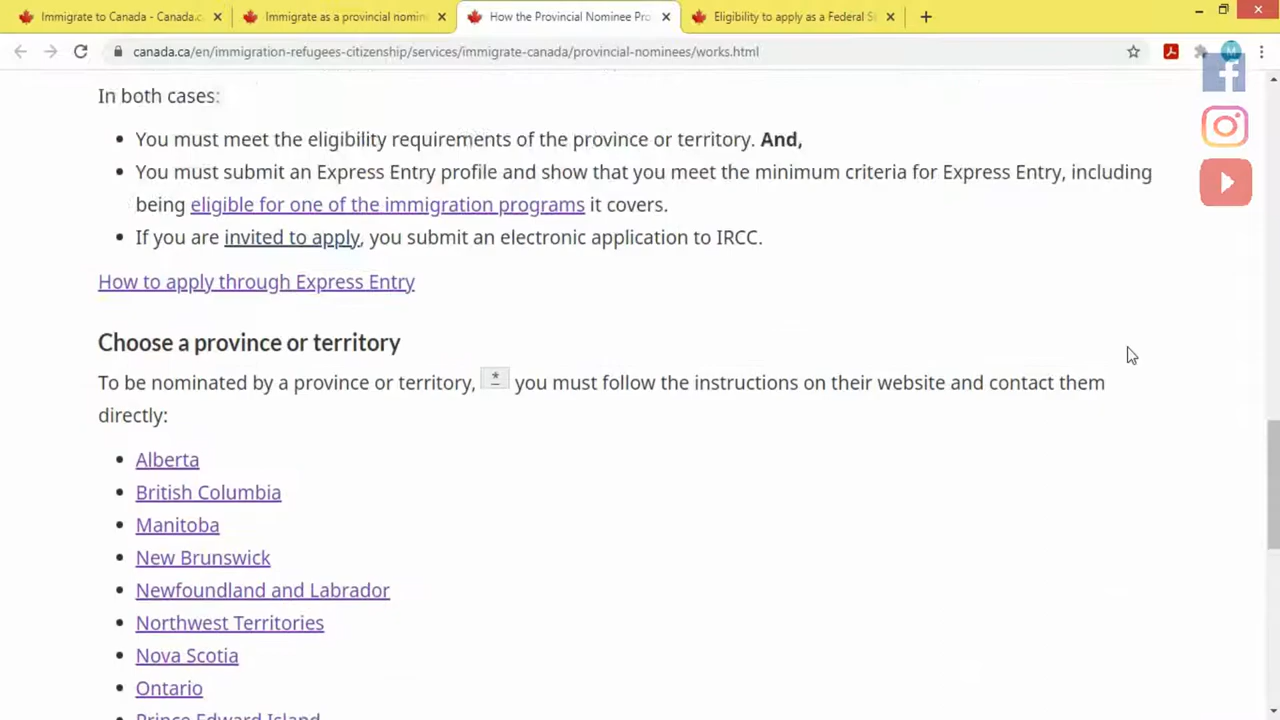 Immigrate to Canada - Canada.c
Immigrate as a provincial nomin
How the Provincial Nominee Pro
Eligibility to apply as a Federal S
canada.ca/en/immigration-refugees-citizenship/services/immigrate-canada/provincial-nominees/works.html
M
In both cases:
You must meet the eligibility requirements of the province or territory. And,
You must submit an Express Entry profile and show that you meet the minimum criteria for Express Entry, including
being eligible for one of the immigration programs it covers.
If you are invited to apply, you submit an electronic application to IRCC.
How to apply through Express Entry
Choose a province or territory
To be nominated by a province or territory, * you must follow the instructions on their website and contact them
directly:
Alberta
British Columbia
Manitoba
New Brunswick
Newfoundland and Labrador
Northwest Territories
Nova Scotia
Ontario
Prince Edward Island